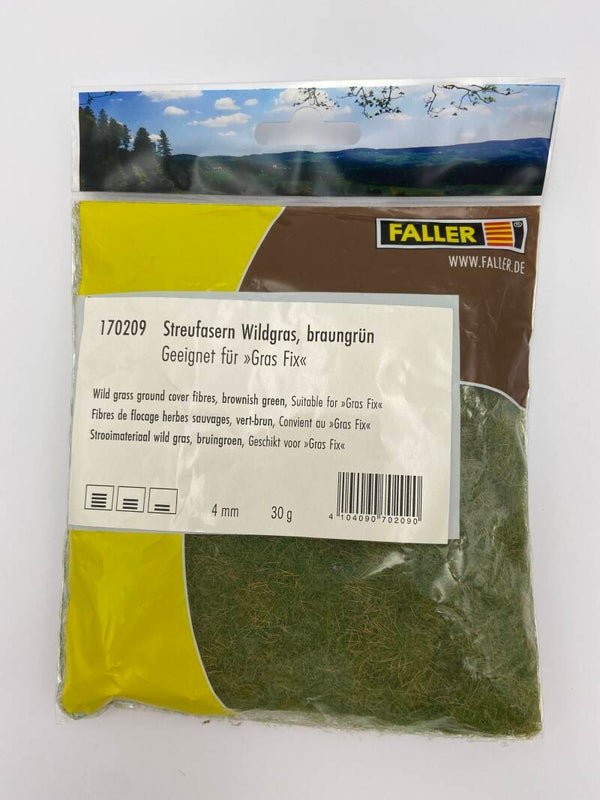 FALLER®
WWW.FALLER.DE
170209 Streufasern Wildgras, braungrün
Geeignet für »Gras Fix«
Wild grass ground cover fibres, brownish green, Suitable for »Gras Fix«
Fibres de flocage herbes sauvages, vert-brun, Convient au »Gras Fix«
Strooimateriaal wild gras, bruingroen, Geschikt voor »Gras Fix«
4 mm 30 g
4 104090 702090